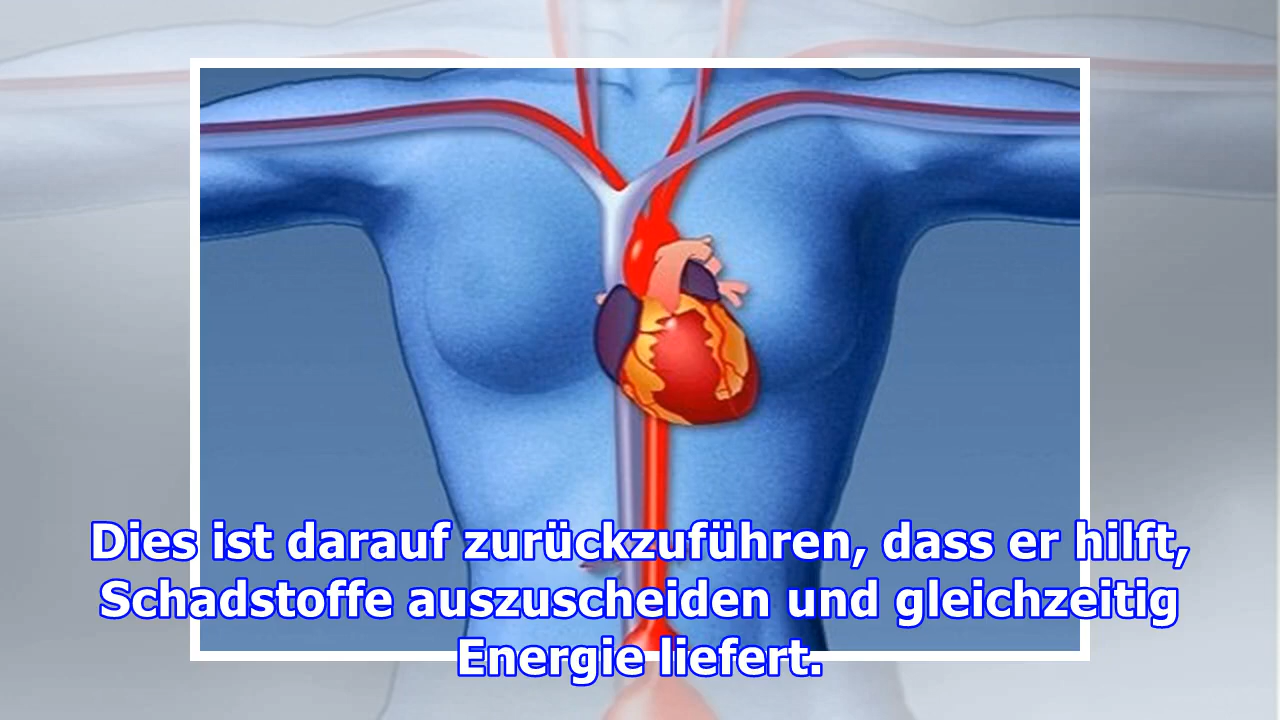 Dies ist darauf zurückzuführen, dass er hilft,
Schadstoffe auszuscheiden und gleichzeitig
Energie liefert.